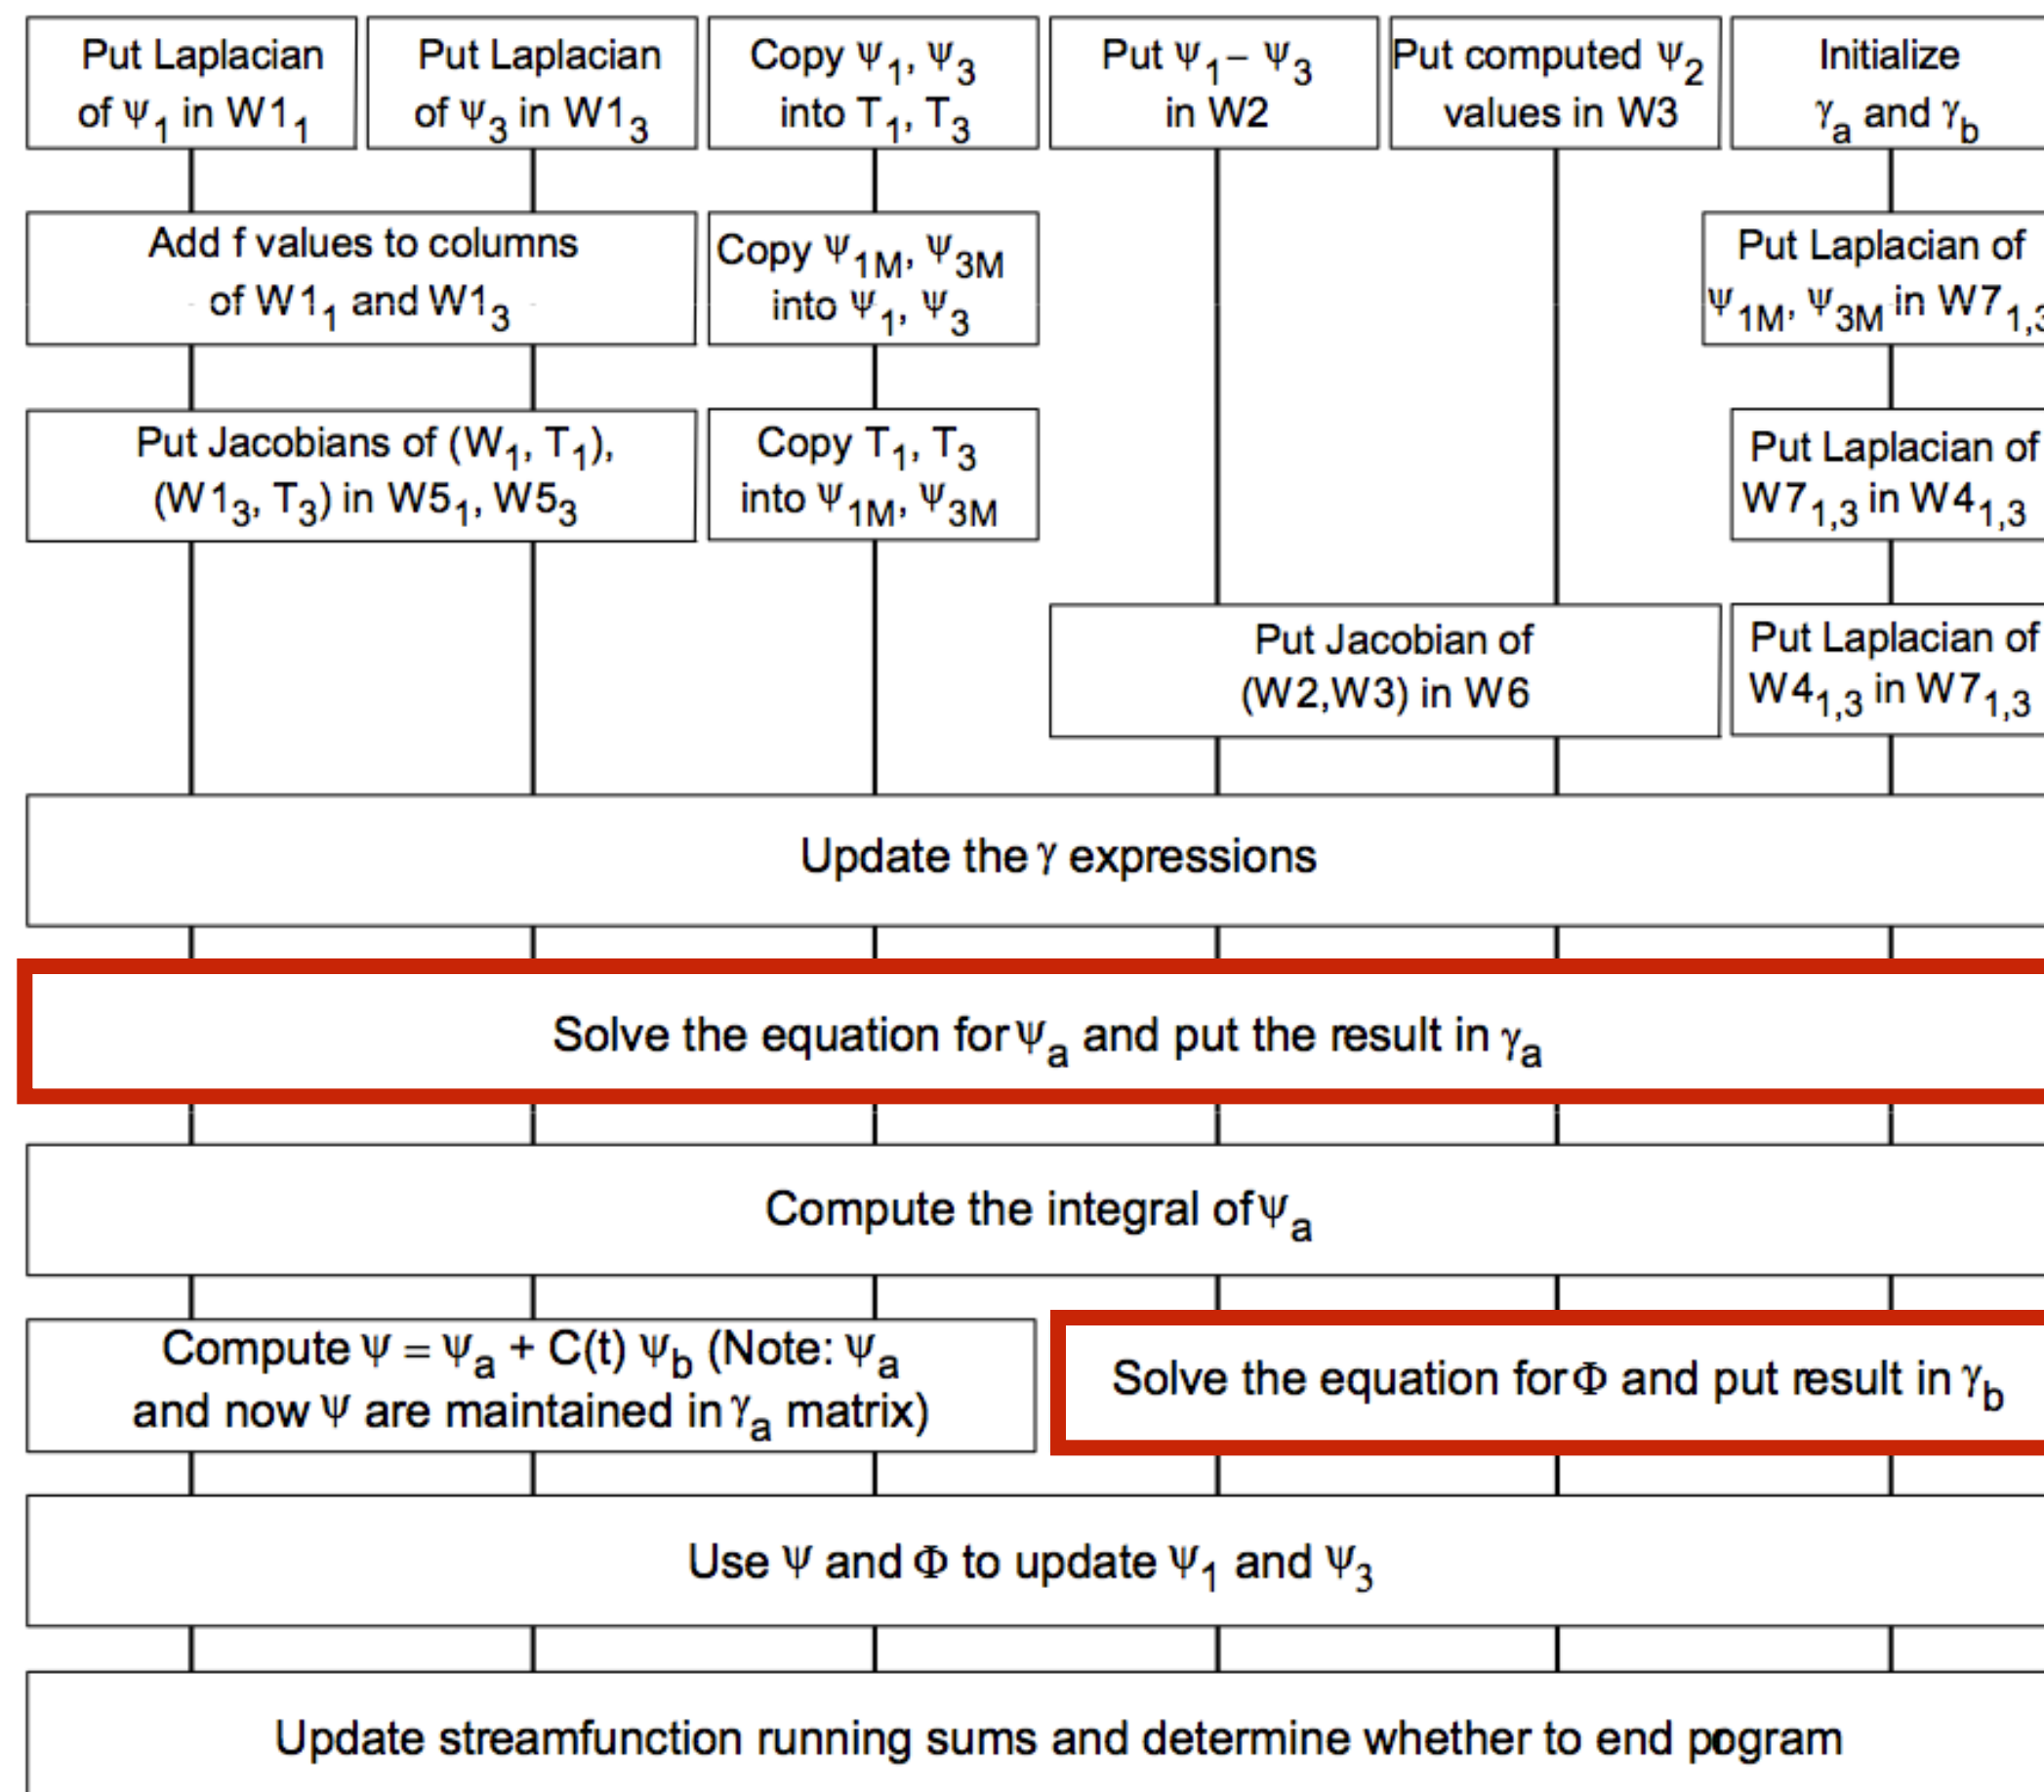 Put Laplacian
of Ψ1 in W11
Put Laplacian
of Ψ3 in W13
Copy Ψ1, Ψ3
into T1, T3
Put Ψ1 – Ψ3
in W2
Put computed Ψ2
values in W3
Initialize
γa and γb
Add f values to columns
of W11 and W13
Copy Ψ1M, Ψ3M
into Ψ1, Ψ3
Put Laplacian of
Ψ1M, Ψ3M in W71,3
Put Jacobians of (W1, T1),
(W13, T3) in W51, W53
Copy T1, T3
into Ψ1M, Ψ3M
Put Laplacian of
W71,3 in W41,3
Put Jacobian of
(W2,W3) in W6
Put Laplacian of
W41,3 in W71,3
Update the γ expressions
Solve the equation for Ψa and put the result in γa
Compute the integral of Ψa
Compute Ψ = Ψa + C(t) Ψb (Note: Ψa
and now Ψ are maintained in γa matrix)
Solve the equation for Φ and put result in γb
Use Ψ and Φ to update Ψ1 and Ψ3
Update streamfunction running sums and determine whether to end pogram